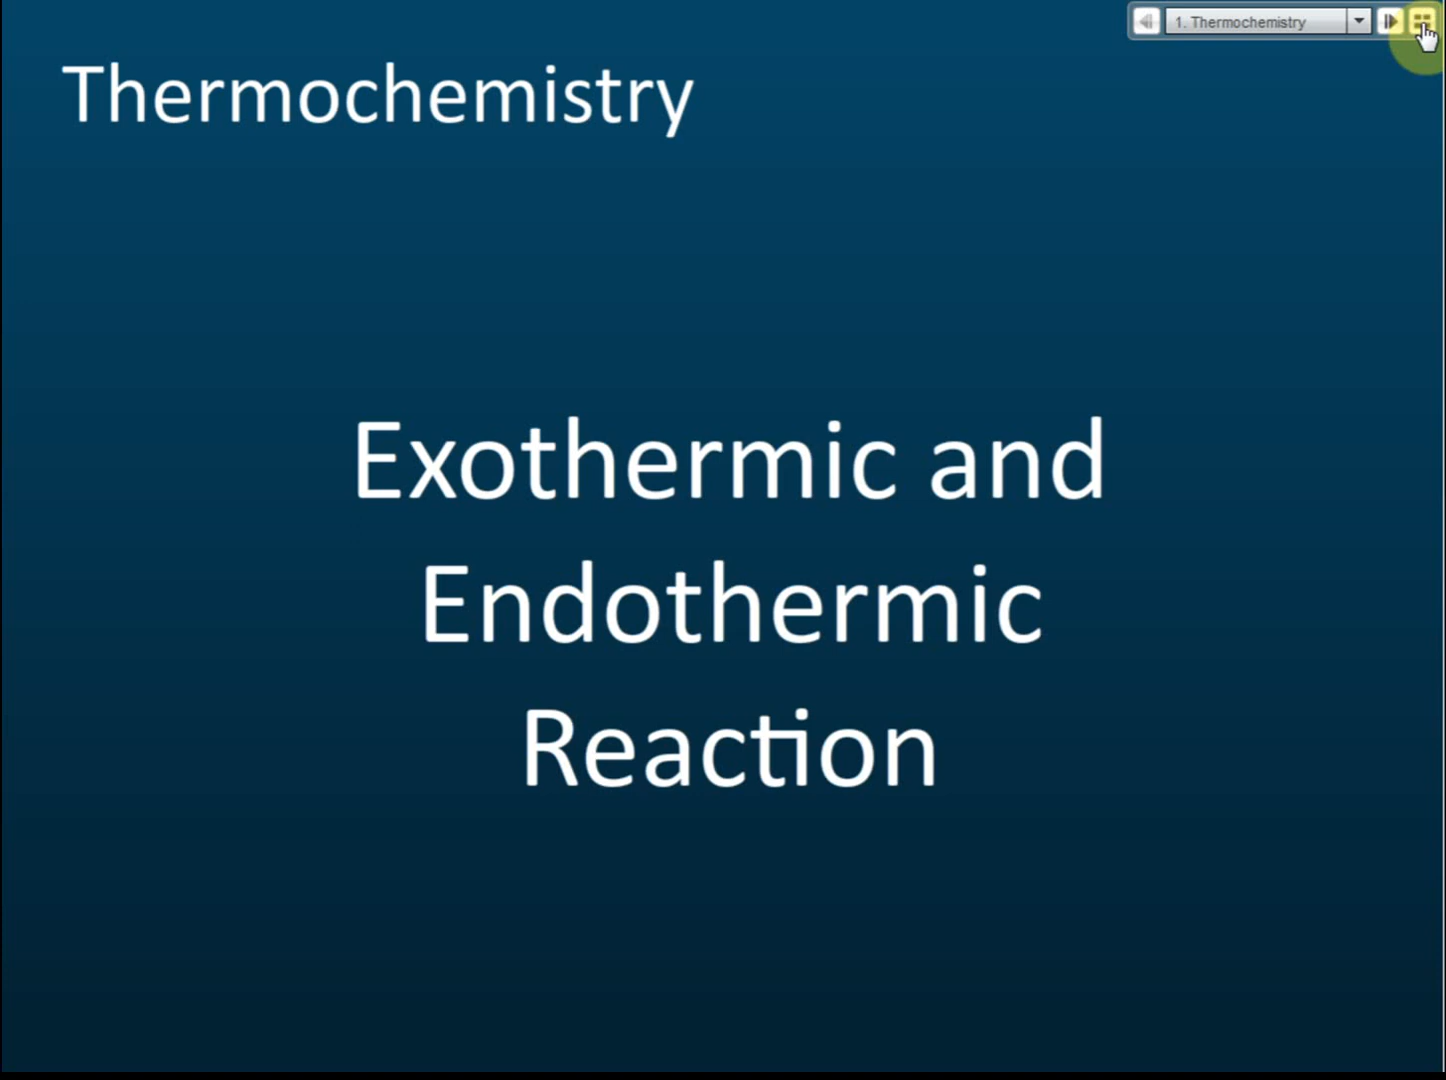 1. Thermochemistry
Thermochemistry
Exothermic and
Endothermic
Reaction